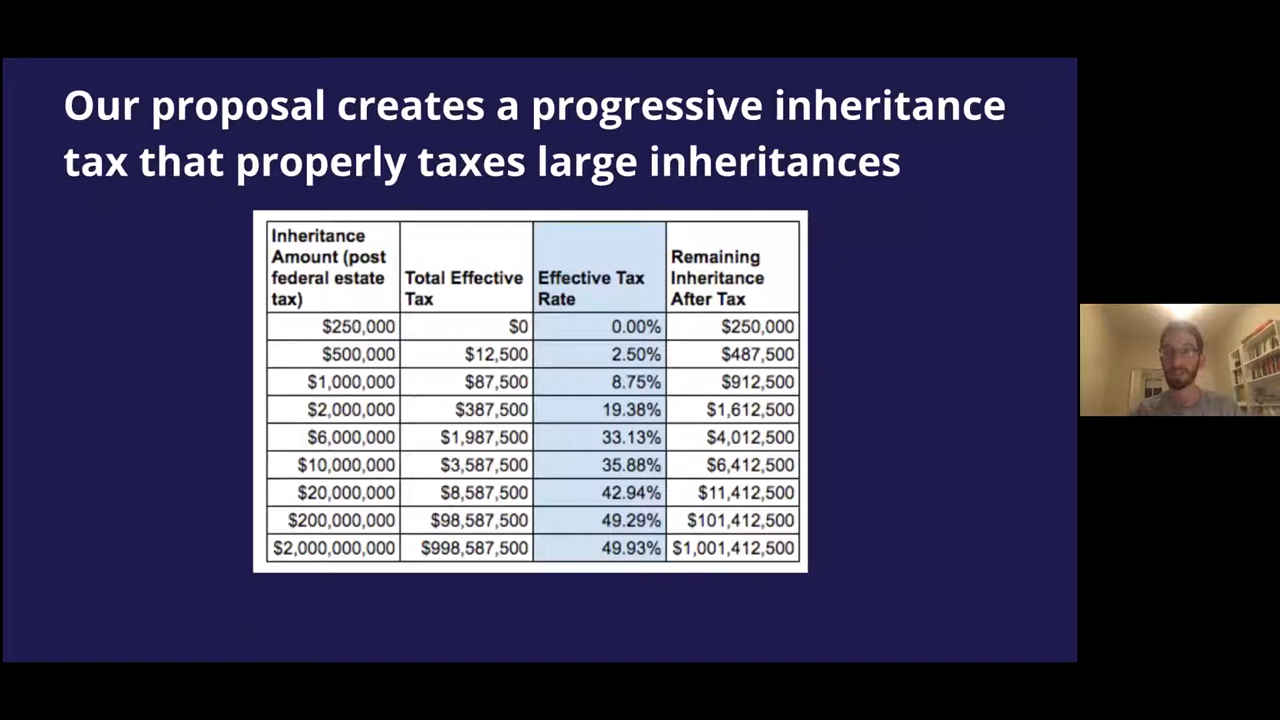 Our proposal creates a progressive inheritance
tax that properly taxes large inheritances
Inheritance
Amount (post
federal estate
tax)
Total Effective
Tax
Effective Tax
Rate
Remaining
Inheritance
After Tax
$250,000 $0 0.00% $250,000
$500,000 $12,500 2.50% $487,500
$1,000,000 $87,500 8.75% $912,500
$2,000,000 $387,500 19.38% $1,612,500
$6,000,000 $1,987,500 33.13% $4,012,500
$10,000,000 $3,587,500 35.88% $6,412,500
$20,000,000 $8,587,500 42.94% $11,412,500
$200,000,000 $98,587,500 49.29% $101,412,500
$2,000,000,000 $998,587,500 49.93% $1,001,412,500